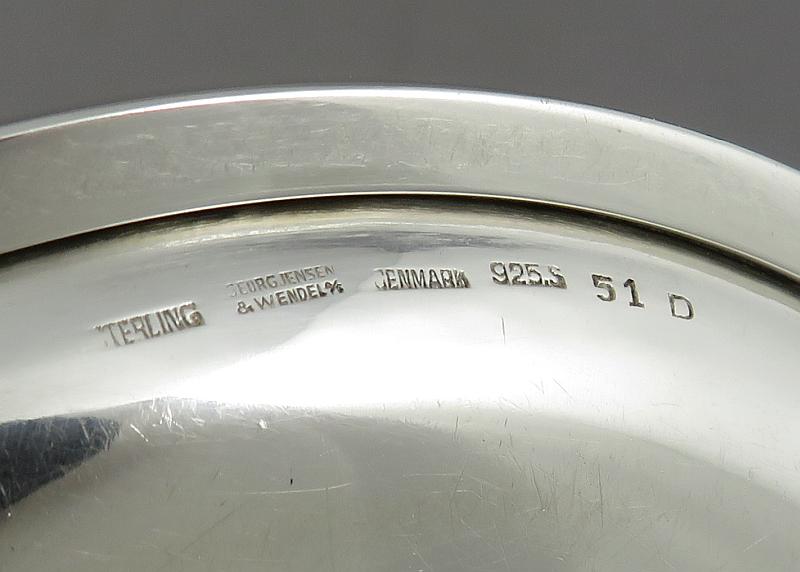 STERLING
GEORG JENSEN
& WENDEL A/S
DENMARK
925.S
51 D